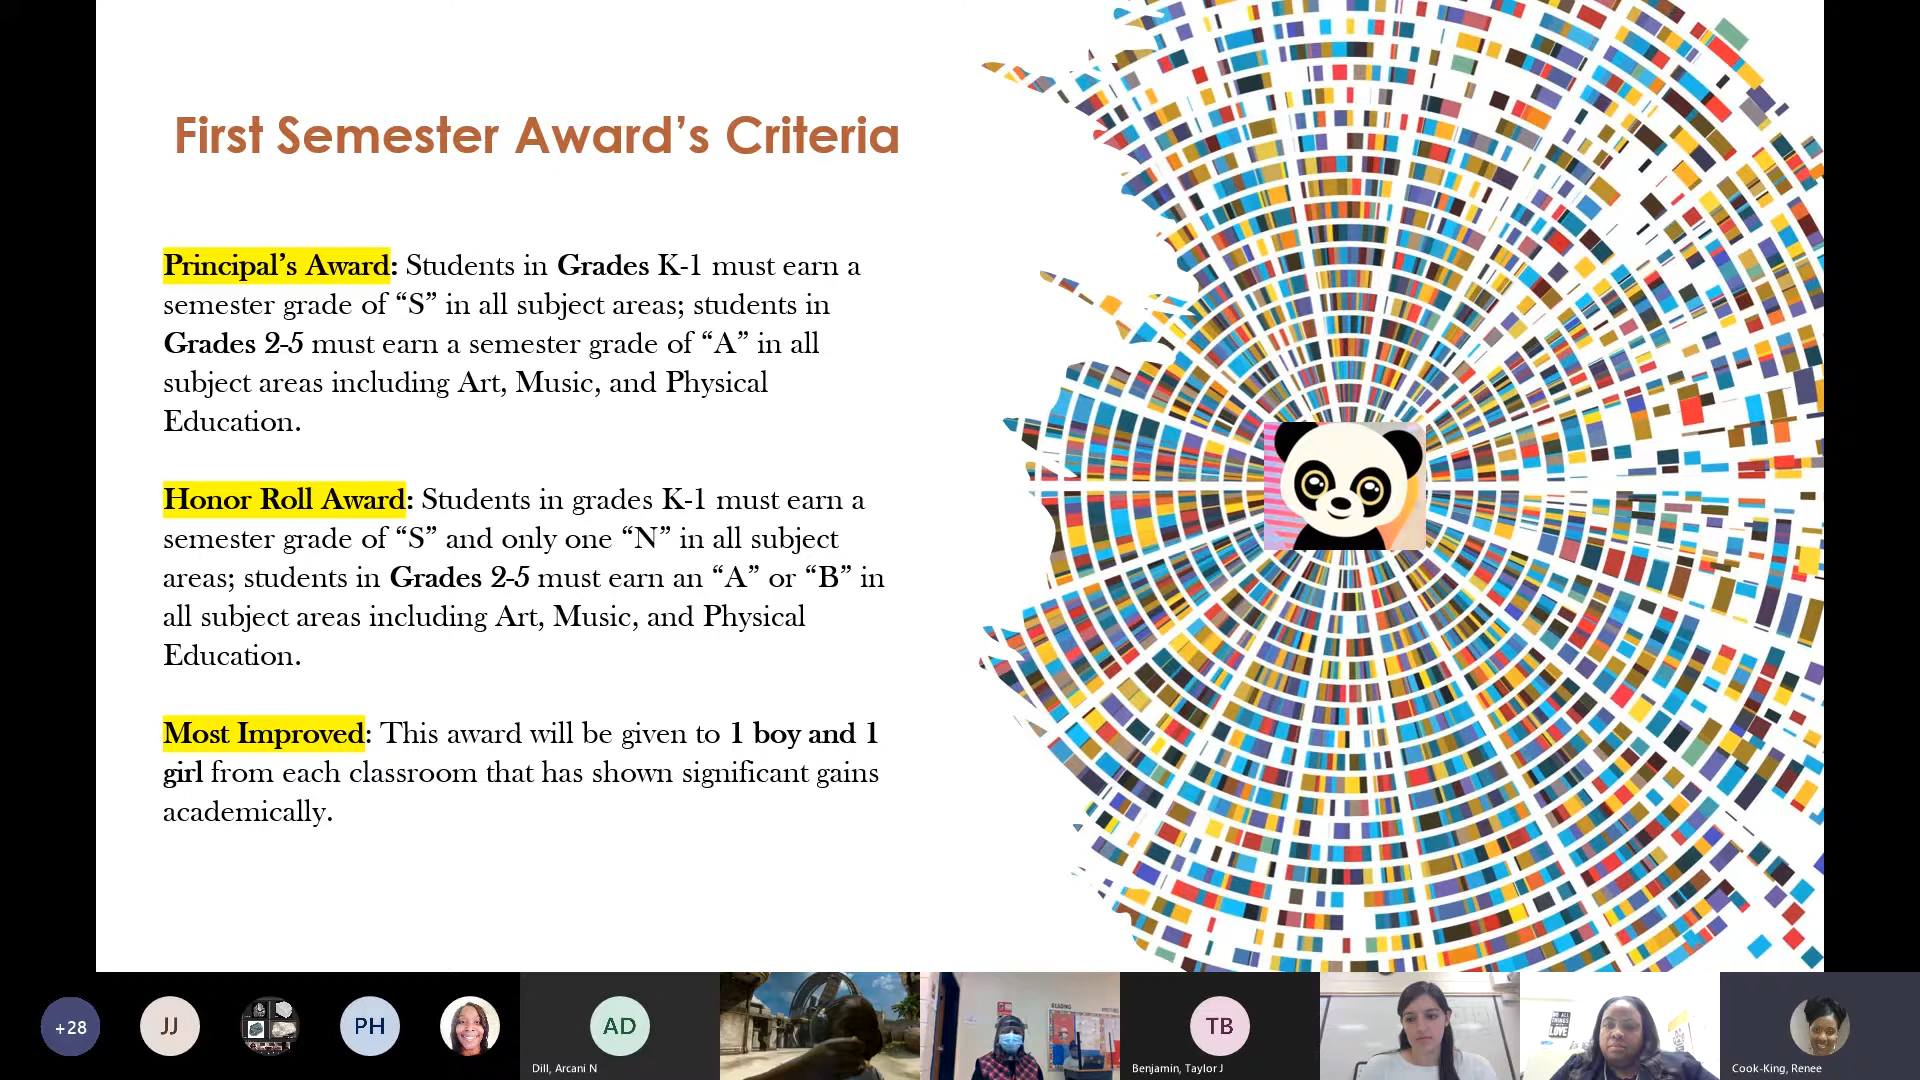 First Semester Award’s Criteria
Principal’s Award: Students in Grades K-1 must earn a
semester grade of “S” in all subject areas; students in
Grades 2-5 must earn a semester grade of “A” in all
subject areas including Art, Music, and Physical
Education.
Honor Roll Award: Students in grades K-1 must earn a
semester grade of “S” and only one “N” in all subject
areas; students in Grades 2-5 must earn an “A” or “B” in
all subject areas including Art, Music, and Physical
Education.
Most Improved: This award will be given to 1 boy and 1
girl from each classroom that has shown significant gains
academically.
+28
JJ
PH
AD
Dill, Arcani N
READING
TB
Benjamin, Taylor J
DO ALL
THINGS
LOVE
Cook-King, Renee